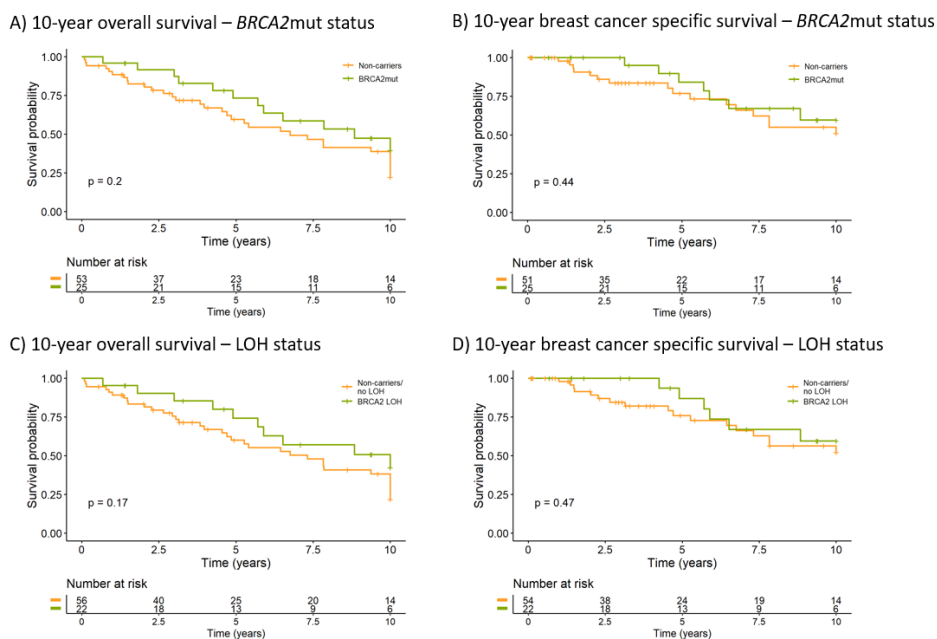 A) 10-year overall survival – BRCA2mut status
1.00
0.75
0.50
0.25
0.00
Survival probability
Non-carriers
BRCA2mut
p = 0.2
0 2.5 5 7.5 10
Time (years)
Number at risk
53 37 23 18 14
25 21 15 11 6
0 2.5 5 7.5 10
Time (years)
B) 10-year breast cancer specific survival – BRCA2mut status
1.00
0.75
0.50
0.25
0.00
Survival probability
Non-carriers
BRCA2mut
p = 0.44
0 2.5 5 7.5 10
Time (years)
Number at risk
51 35 22 17 14
25 21 15 11 6
0 2.5 5 7.5 10
Time (years)
C) 10-year overall survival – LOH status
1.00
0.75
0.50
0.25
0.00
Survival probability
Non-carriers/
no LOH
BRCA2 LOH
p = 0.17
0 2.5 5 7.5 10
Time (years)
Number at risk
56 40 25 20 14
22 18 13 9 6
0 2.5 5 7.5 10
Time (years)
D) 10-year breast cancer specific survival – LOH status
1.00
0.75
0.50
0.25
0.00
Survival probability
Non-carriers/
no LOH
BRCA2 LOH
p = 0.47
0 2.5 5 7.5 10
Time (years)
Number at risk
54 38 24 19 14
22 18 13 9 6
0 2.5 5 7.5 10
Time (years)